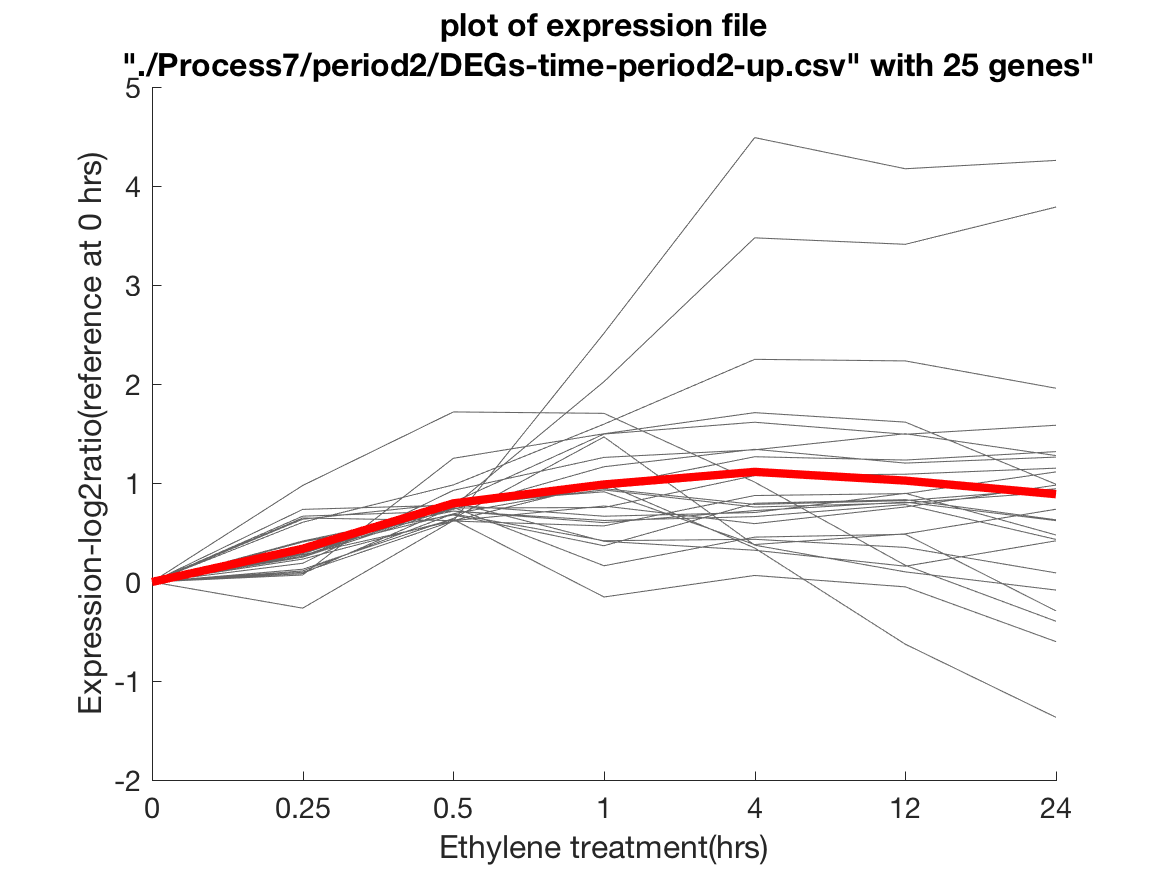 plot of expression file
"./Process7/period2/DEGs-time-period2-up.csv" with 25 genes"
5
4
3
2
1
0
-1
-2
Expression-log2ratio(reference at 0 hrs)
0 0.25 0.5 1 4 12 24
Ethylene treatment(hrs)